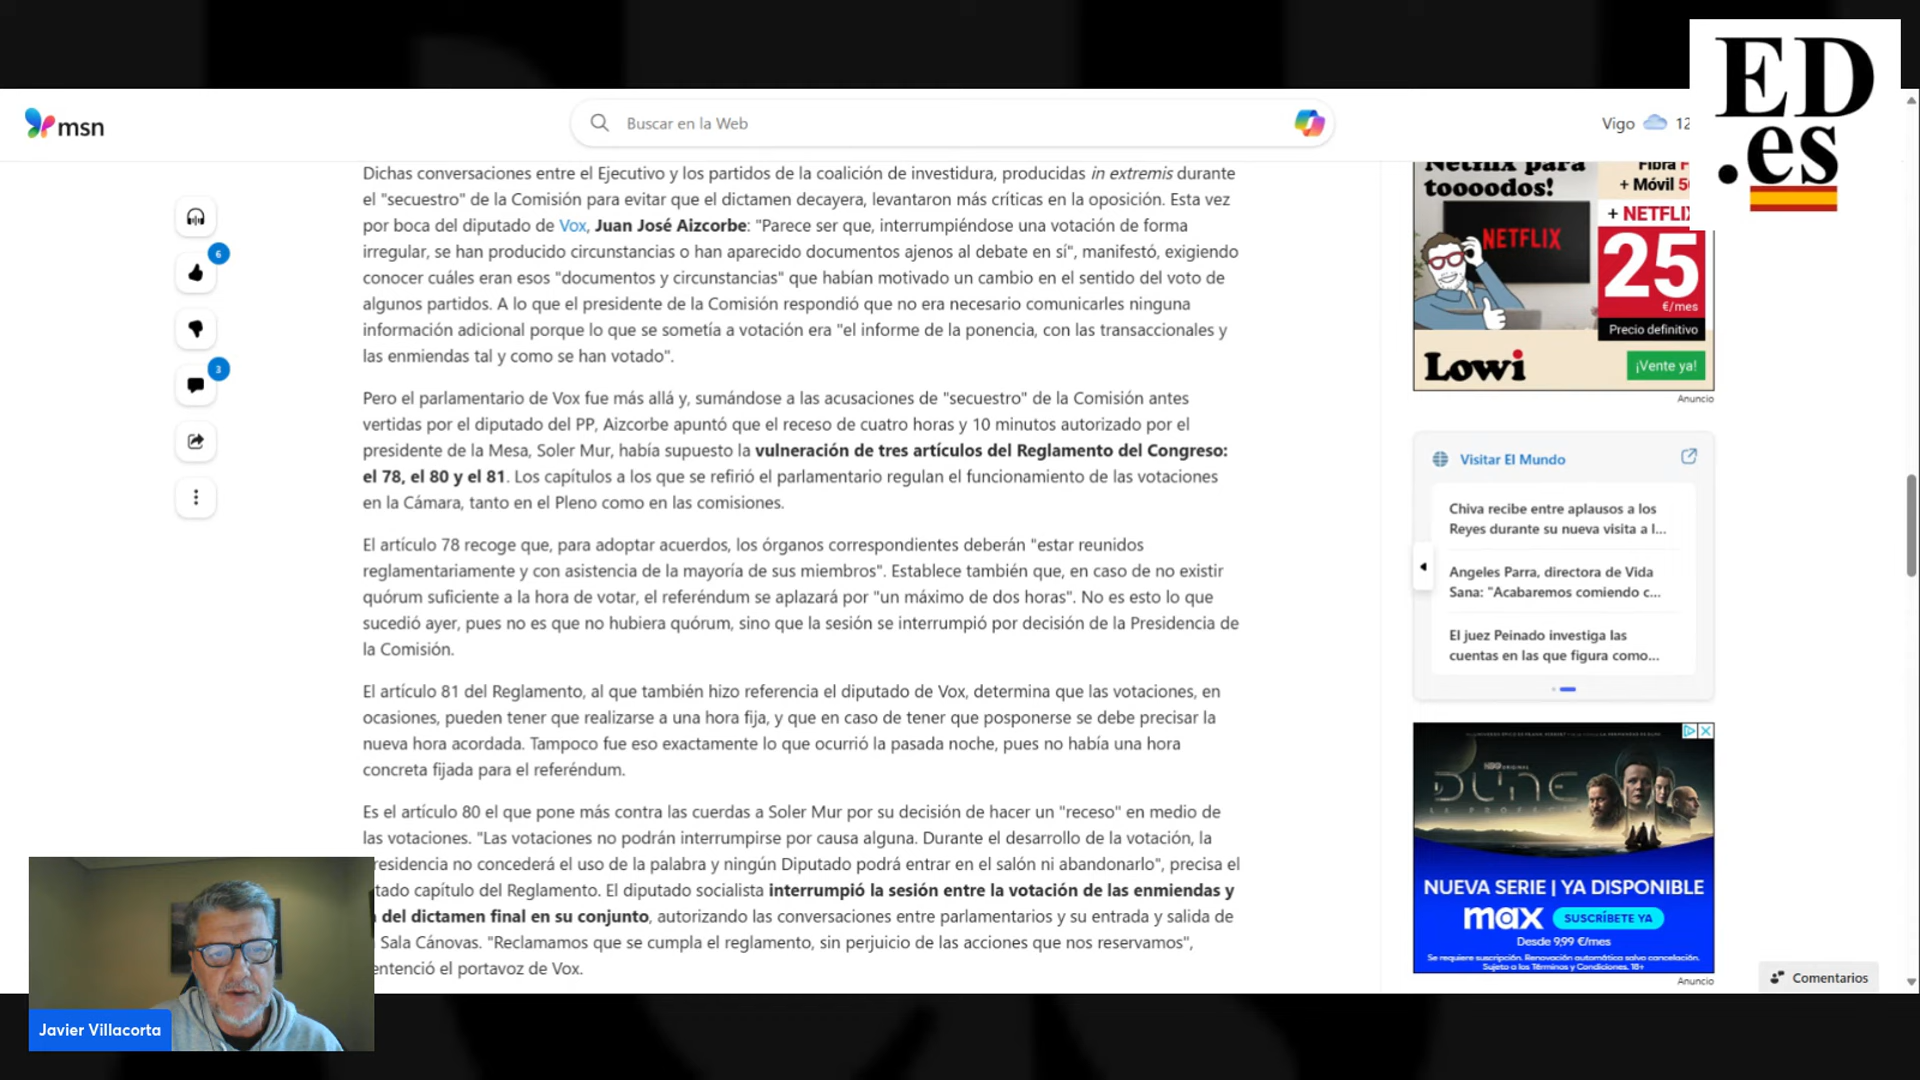 ED
.es
msn
Buscar en la Web
Vigo
12
Dichas conversaciones entre el Ejecutivo y los partidos de la coalición de investidura, producidas in extremis durante
el "secuestro" de la Comisión para evitar que el dictamen decayera, levantaron más críticas en la oposición. Esta vez
por boca del diputado de Vox, Juan José Aizcorbe: "Parece ser que, interrumpiéndose una votación de forma
irregular, se han producido circunstancias o han aparecido documentos ajenos al debate en sí", manifestó, exigiendo
conocer cuáles eran esos "documentos y circunstancias" que habían motivado un cambio en el sentido del voto de
algunos partidos. A lo que el presidente de la Comisión respondió que no era necesario comunicarles ninguna
información adicional porque lo que se sometía a votación era "el informe de la ponencia, con las transaccionales y
las enmiendas tal y como se han votado".
6
3
Pero el parlamentario de Vox fue más allá y, sumándose a las acusaciones de "secuestro" de la Comisión antes
vertidas por el diputado del PP, Aizcorbe apuntó que el receso de cuatro horas y 10 minutos autorizado por el
presidente de la Mesa, Soler Mur, había supuesto la vulneración de tres artículos del Reglamento del Congreso:
el 78, el 80 y el 81. Los capítulos a los que se refirió el parlamentario regulan el funcionamiento de las votaciones
en la Cámara, tanto en el Pleno como en las comisiones.
El artículo 78 recoge que, para adoptar acuerdos, los órganos correspondientes deberán "estar reunidos
reglamentariamente y con asistencia de la mayoría de sus miembros". Establece también que, en caso de no existir
quórum suficiente a la hora de votar, el referéndum se aplazará por "un máximo de dos horas". No es esto lo que
sucedió ayer, pues no es que no hubiera quórum, sino que la sesión se interrumpió por decisión de la Presidencia de
la Comisión.
El artículo 81 del Reglamento, al que también hizo referencia el diputado de Vox, determina que las votaciones, en
ocasiones, pueden tener que realizarse a una hora fija, y que en caso de tener que posponerse se debe precisar la
nueva hora acordada. Tampoco fue eso exactamente lo que ocurrió la pasada noche, pues no había una hora
concreta fijada para el referéndum.
Es el artículo 80 el que pone más contra las cuerdas a Soler Mur por su decisión de hacer un "receso" en medio de
las votaciones. "Las votaciones no podrán interrumpirse por causa alguna. Durante el desarrollo de la votación, la
residencia no concederá el uso de la palabra y ningún Diputado podrá entrar en el salón ni abandonarlo", precisa el
tado capítulo del Reglamento. El diputado socialista interrumpió la sesión entre la votación de las enmiendas y
del dictamen final en su conjunto, autorizando las conversaciones entre parlamentarios y su entrada y salida de
Sala Cánovas. "Reclamamos que se cumpla el reglamento, sin perjuicio de las acciones que nos reservamos",
entenció el portavoz de Vox.
Netflix para
toooodos!
Fibra
+ Móvil
+ NETFLIX
NETFLIX
25
€/mes
Precio definitivo
Lowi
¡Vente ya!
Anuncio
Visitar El Mundo
Chiva recibe entre aplausos a los
Reyes durante su nueva visita a l...
Angeles Parra, directora de Vida
Sana: "Acabaremos comiendo c...
El juez Peinado investiga las
cuentas en las que figura como...
DUNE
NUEVA SERIE | YA DISPONIBLE
max SUSCRÍBETE YA
Desde 9,99 €/mes
Se requiere suscripción. Renovación automática salvo cancelación.
Sujeto a los Términos y Condiciones. 18+
Anuncio
Comentarios
Javier Villacorta